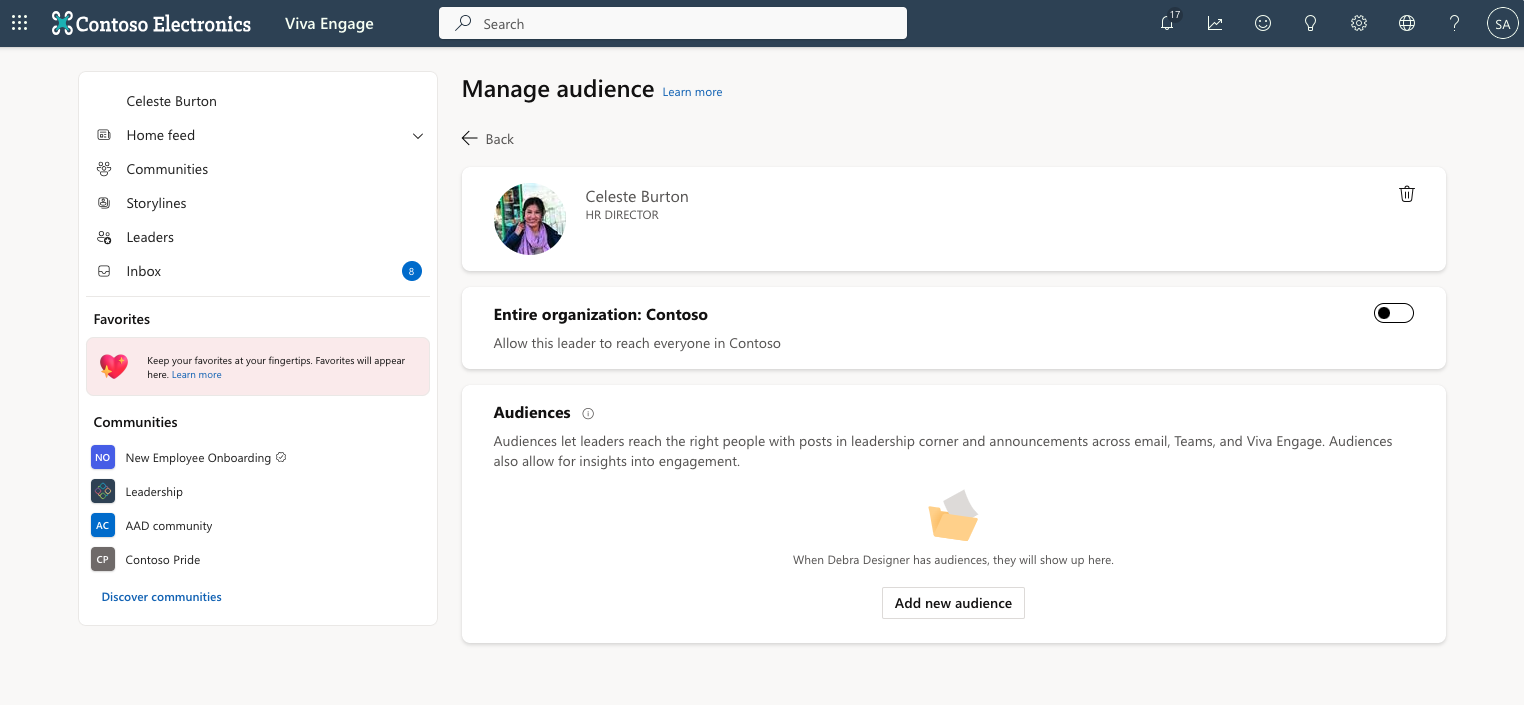 Contoso Electronics
Viva Engage
Search
17
SA
Celeste Burton
Home feed
Communities
Storylines
Leaders
Inbox
8
Favorites
Keep your favorites at your fingertips. Favorites will appear
here. Learn more
Communities
NO
New Employee Onboarding
Leadership
AC
AAD community
CP
Contoso Pride
Discover communities
Manage audience
Learn more
Back
Celeste Burton
HR DIRECTOR
Entire organization: Contoso
Allow this leader to reach everyone in Contoso
Audiences
Audiences let leaders reach the right people with posts in leadership corner and announcements across email, Teams, and Viva Engage. Audiences
also allow for insights into engagement.
When Debra Designer has audiences, they will show up here.
Add new audience